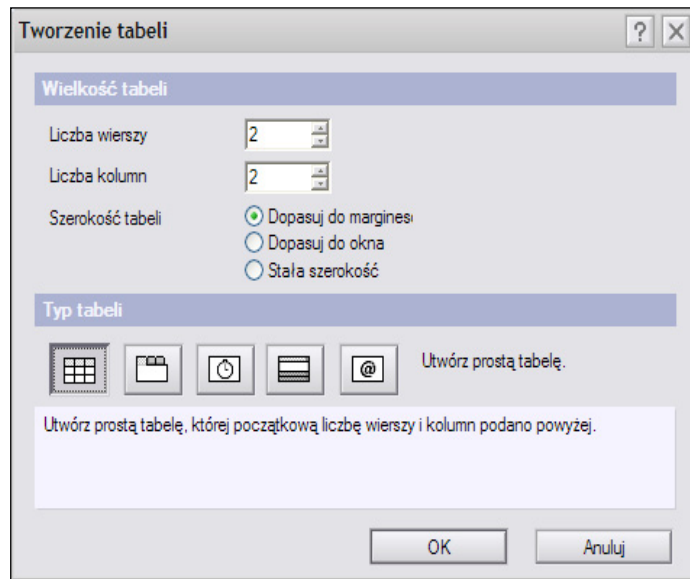 Tworzenie tabeli
Wielkość tabeli
Liczba wierszy 2
Liczba kolumn 2
Szerokość tabeli Dopasuj do marginesó
Dopasuj do okna
Stała szerokość
Typ tabeli
@ Utwórz prostą tabelę.
Utwórz prostą tabelę, której początkową liczbę wierszy i kolumn podano powyżej.
OK Anuluj